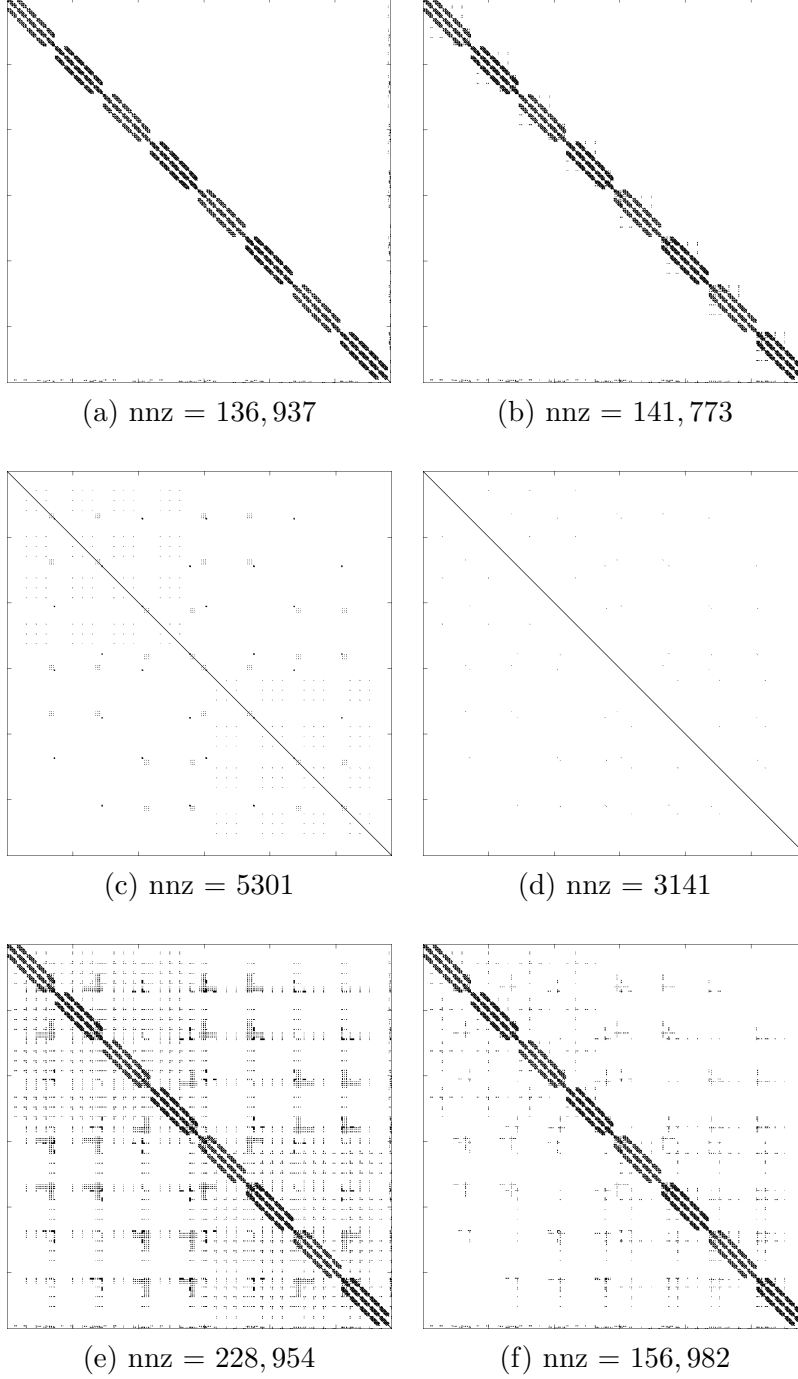 (a) nnz = 136,937
(b) nnz = 141,773
(c) nnz = 5301
(d) nnz = 3141
(e) nnz = 228,954
(f) nnz = 156,982